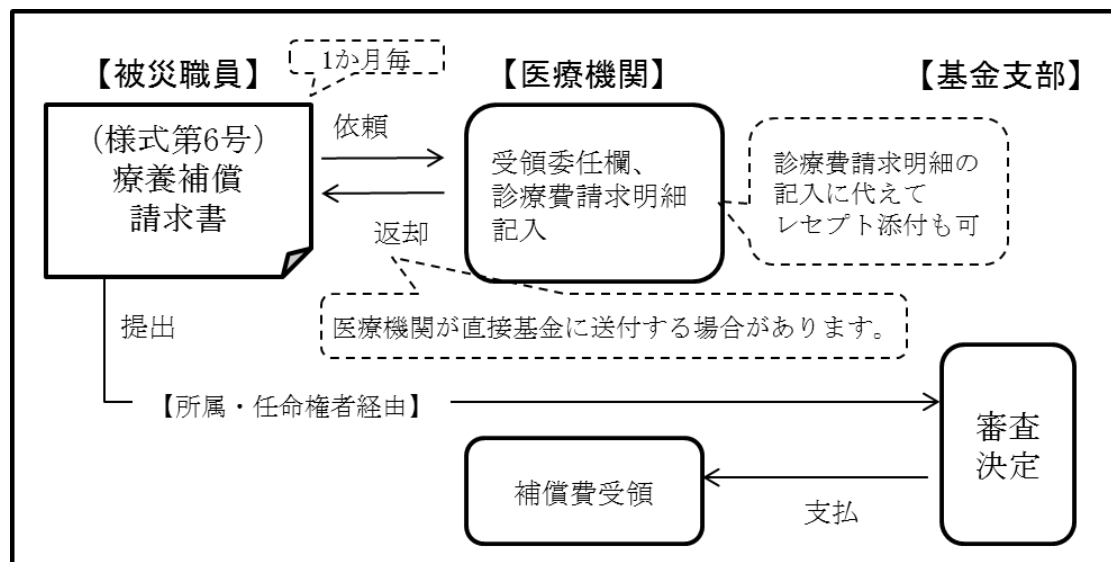 1か月毎
【被災職員】
【医療機関】
【基金支部】
(様式第6号)
療養補償
請求書
依頼
返却
受領委任欄、
診療費請求明細
記入
診療費請求明細の
記入に代えて
レセプト添付も可
医療機関が直接基金に送付する場合があります。
提出
【所属・任命権者経由】
審査
決定
補償費受領
支払